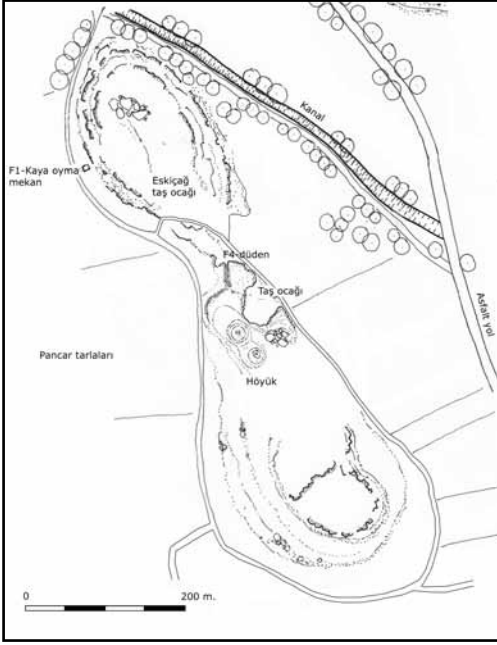 Kanal
F1-Kaya oyma
mekan
Eskiçağ
taş ocağı
F4-düden
Taş ocağı
Asfalt yol
Pancar tarlaları
Höyük
0
200 m.